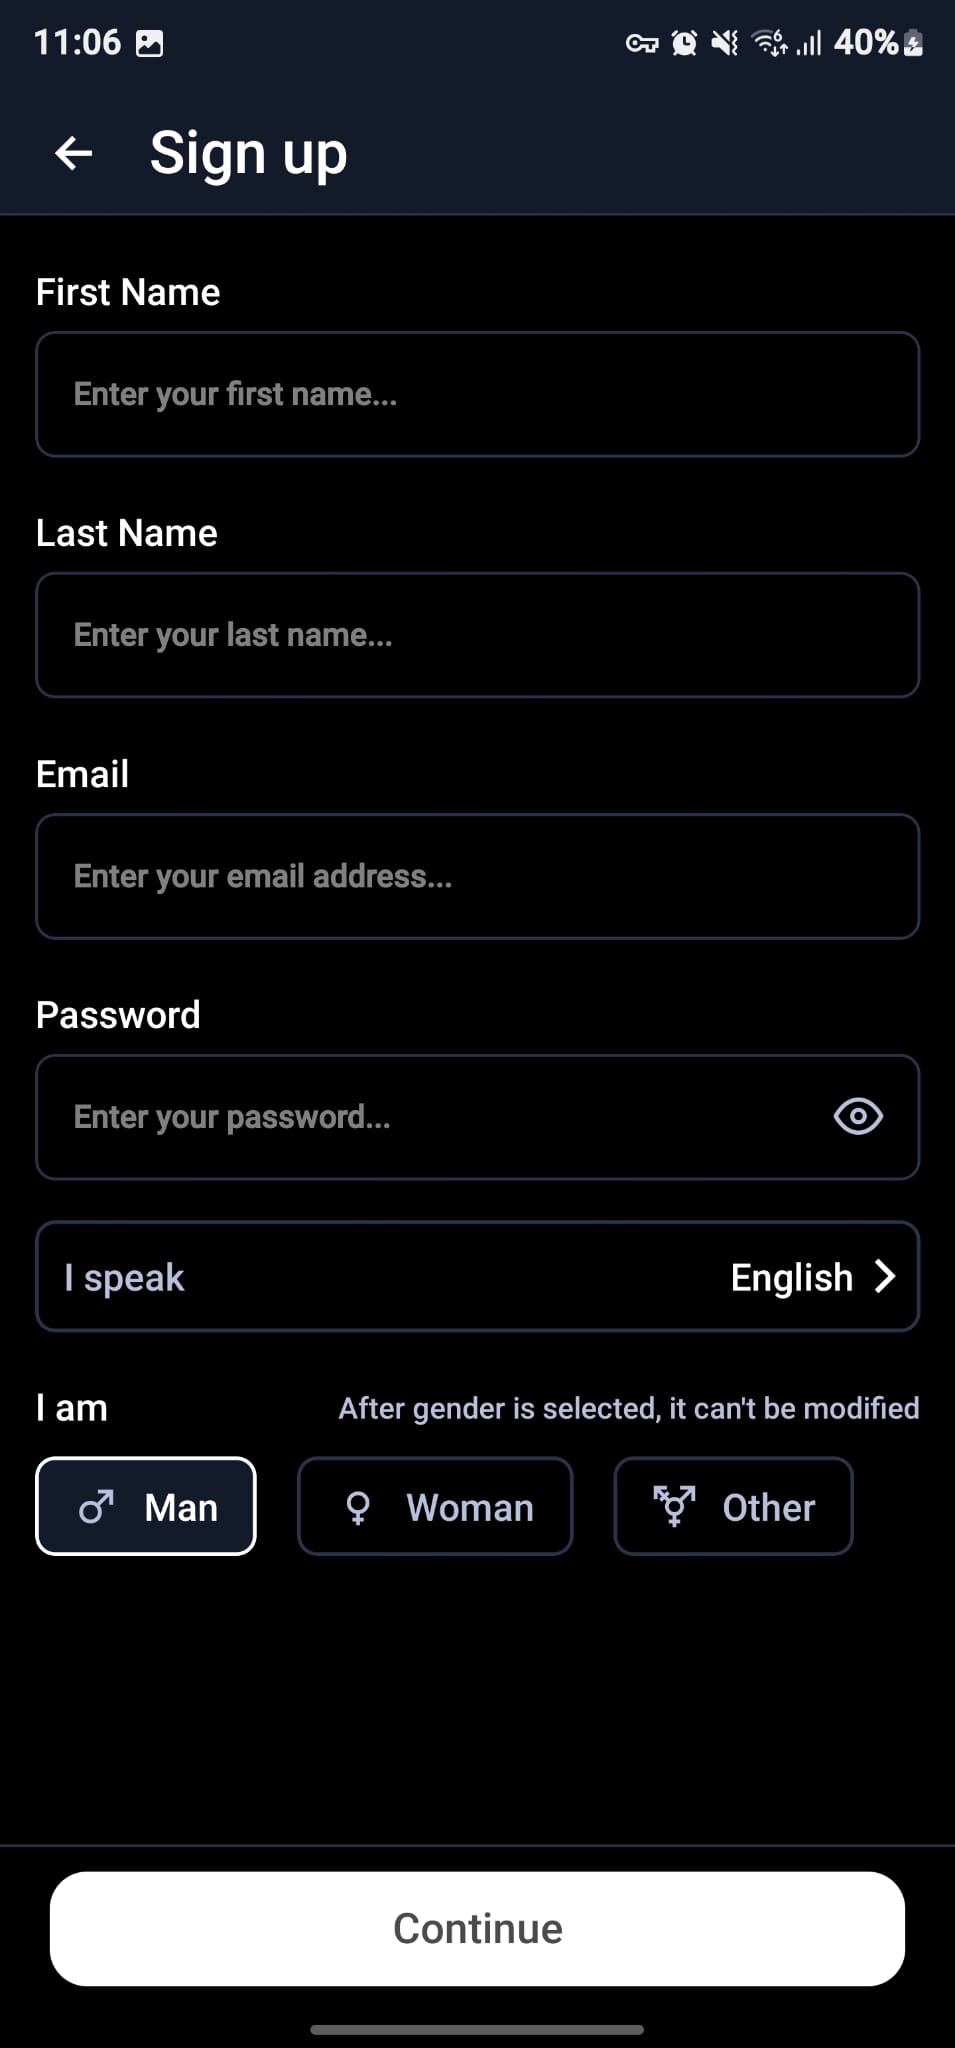 11:06 40%
Sign up
First Name
Enter your first name...
Last Name
Enter your last name...
Email
Enter your email address...
Password
Enter your password...
I speak English
I am After gender is selected, it can't be modified
Man Woman Other
Continue